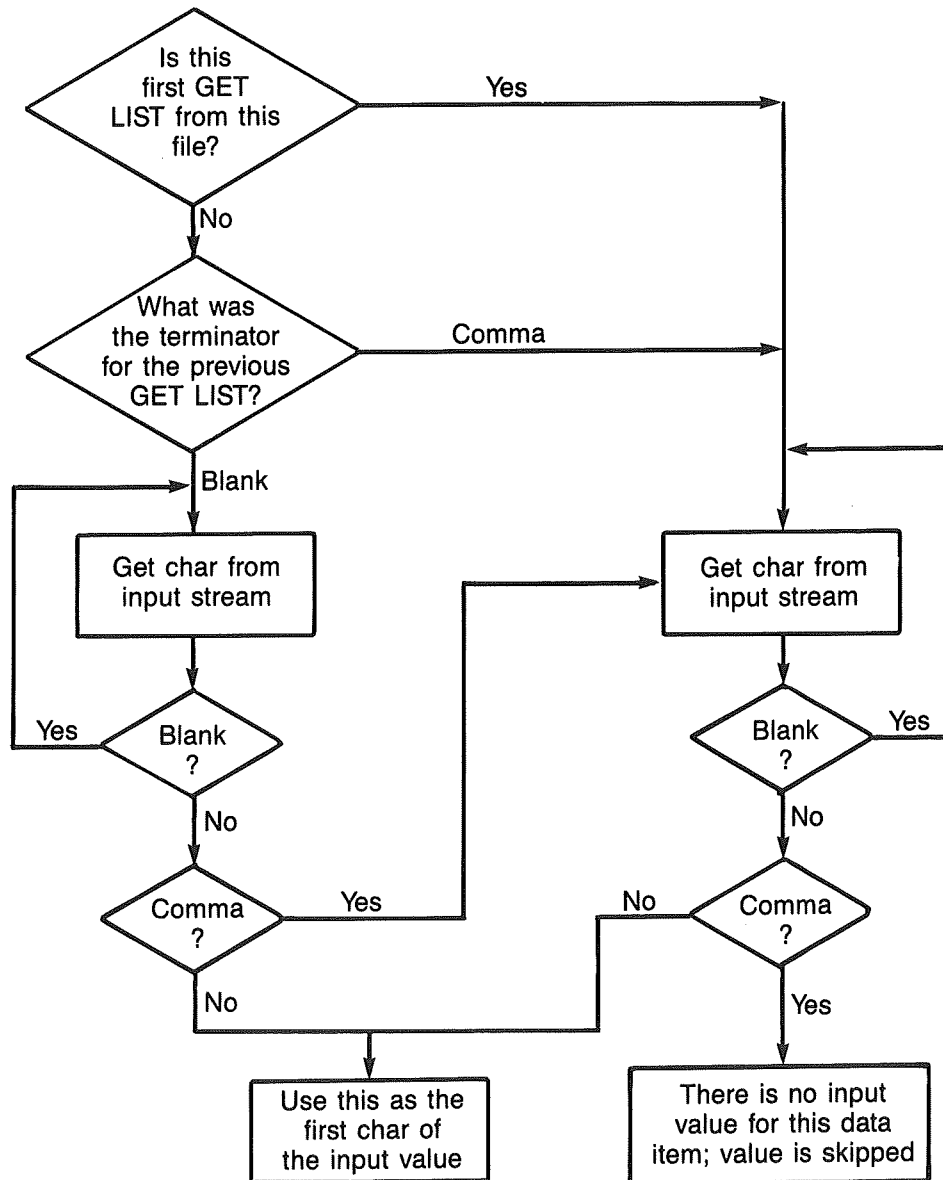 Is this
first GET
LIST from this
file?
Yes
No
What was
the terminator
for the previous
GET LIST?
Comma
Blank
Get char from
input stream
Get char from
input stream
Yes
Blank
?
Blank
?
Yes
No
No
Comma
?
Yes
No
Comma
?
No
Yes
Use this as the
first char of
the input value
There is no input
value for this data
item; value is skipped